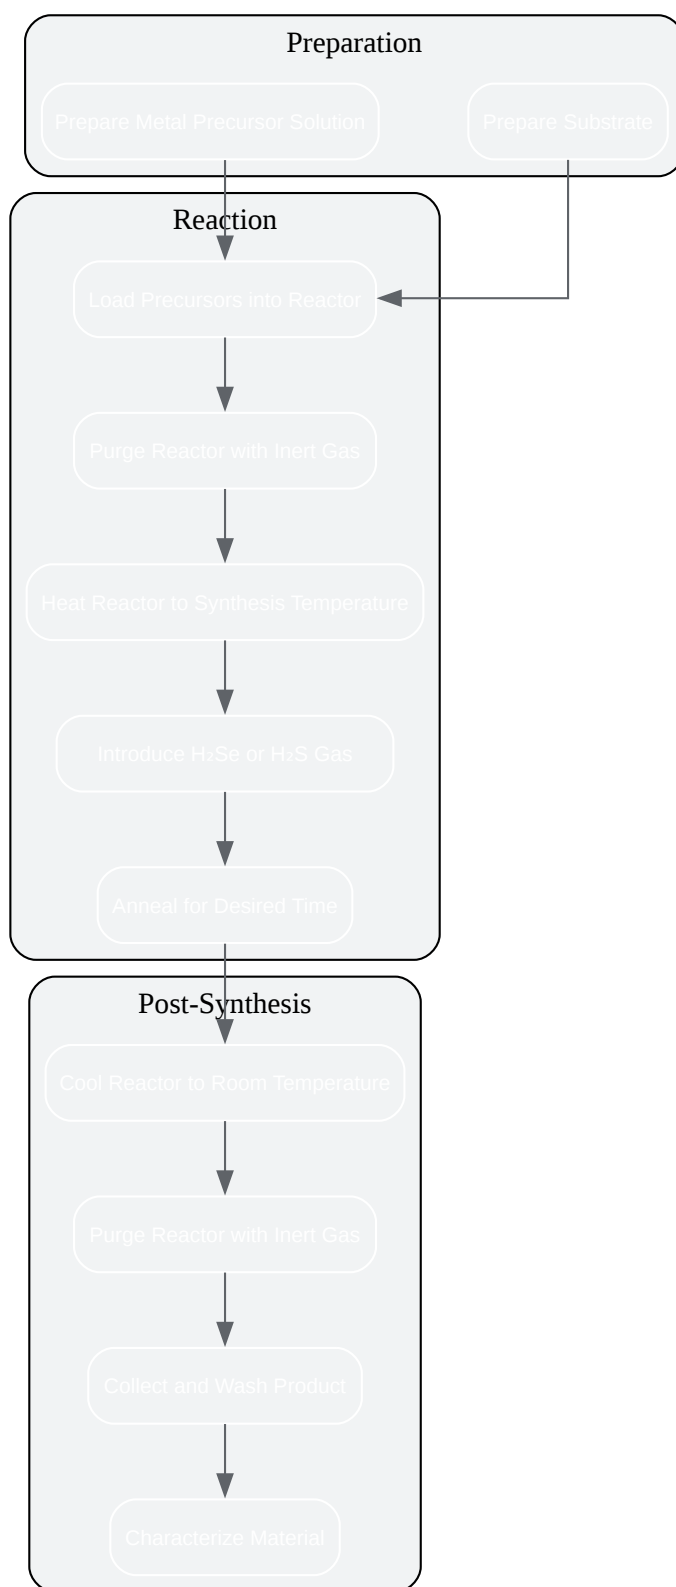 Preparation
Prepare Metal Precursor Solution
Prepare Substrate
Reaction
Load Precursors into Reactor
Purge Reactor with Inert Gas
Heat Reactor to Synthesis Temperature
Introduce H₂Se or H₂S Gas
Anneal for Desired Time
Post-Synthesis
Cool Reactor to Room Temperature
Purge Reactor with Inert Gas
Collect and Wash Product
Characterize Material